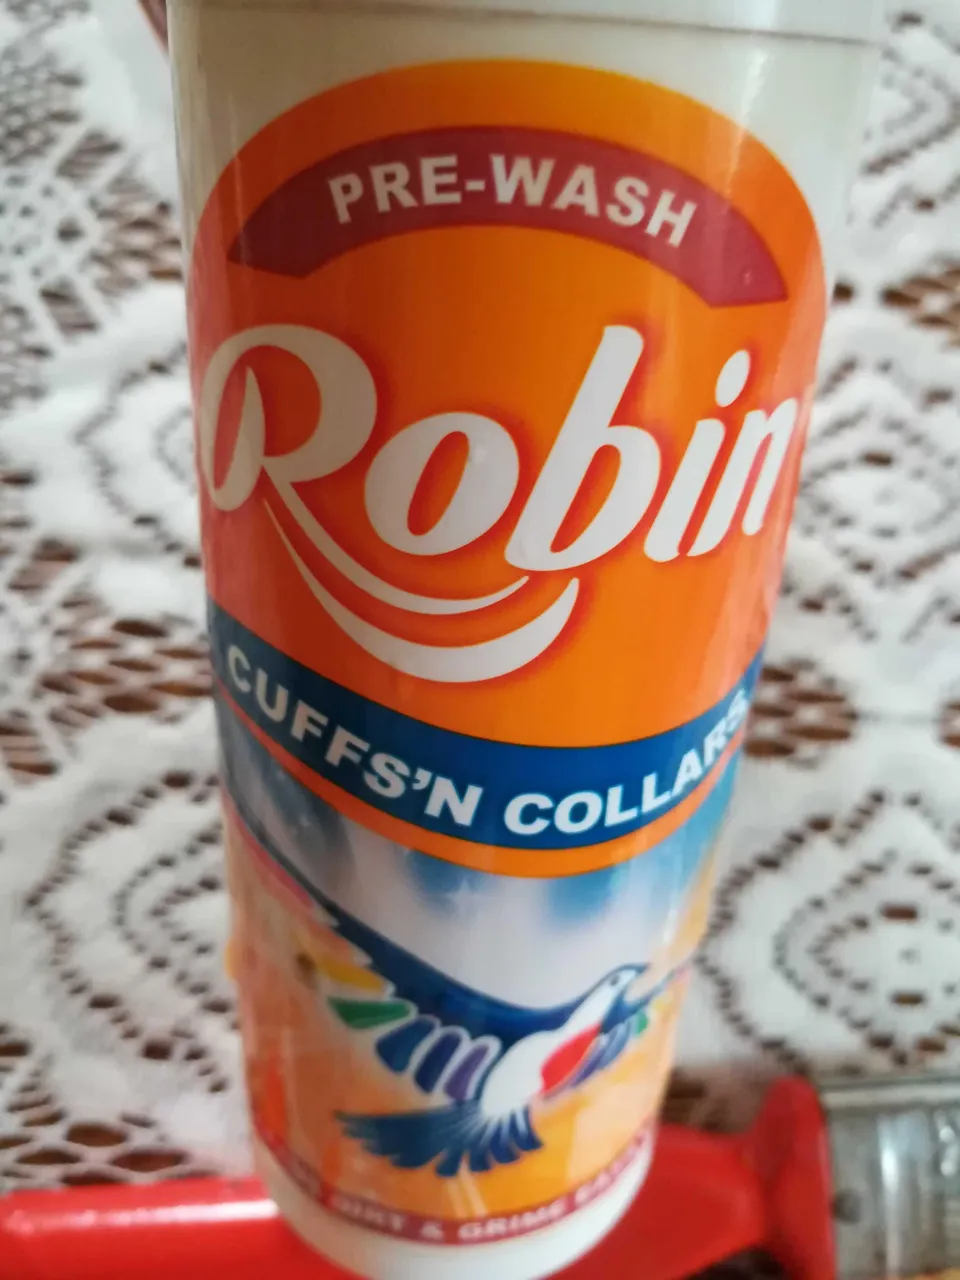 PRE-WASH
Robin
CUFFS'N COLLARS
DIRT & GRIME